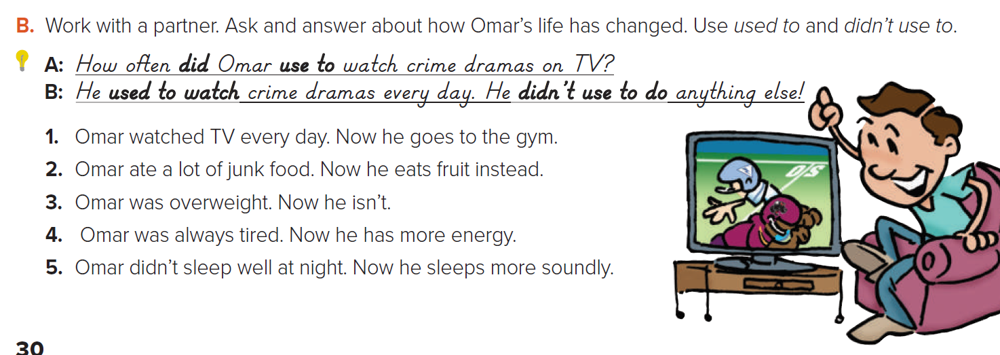 B. Work with a partner. Ask and answer about how Omar’s life has changed. Use used to and didn’t use to.
A: How often did Omar use to watch crime dramas on TV?
B: He used to watch crime dramas every day. He didn’t use to do anything else!
1. Omar watched TV every day. Now he goes to the gym.
2. Omar ate a lot of junk food. Now he eats fruit instead.
3. Omar was overweight. Now he isn’t.
4. Omar was always tired. Now he has more energy.
5. Omar didn’t sleep well at night. Now he sleeps more soundly.
0/S
30